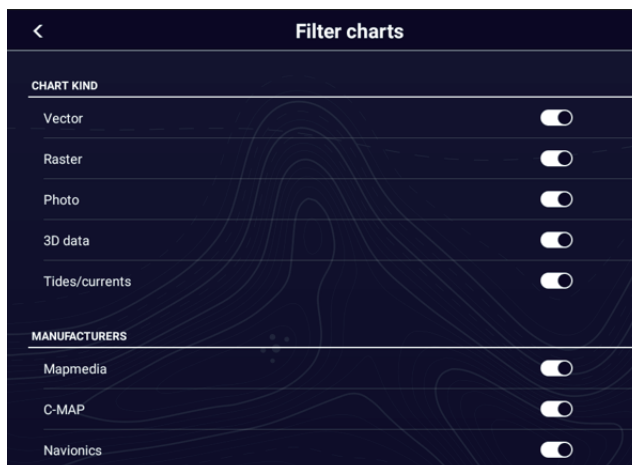 Filter charts
CHART KIND
Vector
Raster
Photo
3D data
Tides/currents
MANUFACTURERS
Mapmedia
C-MAP
Navionics